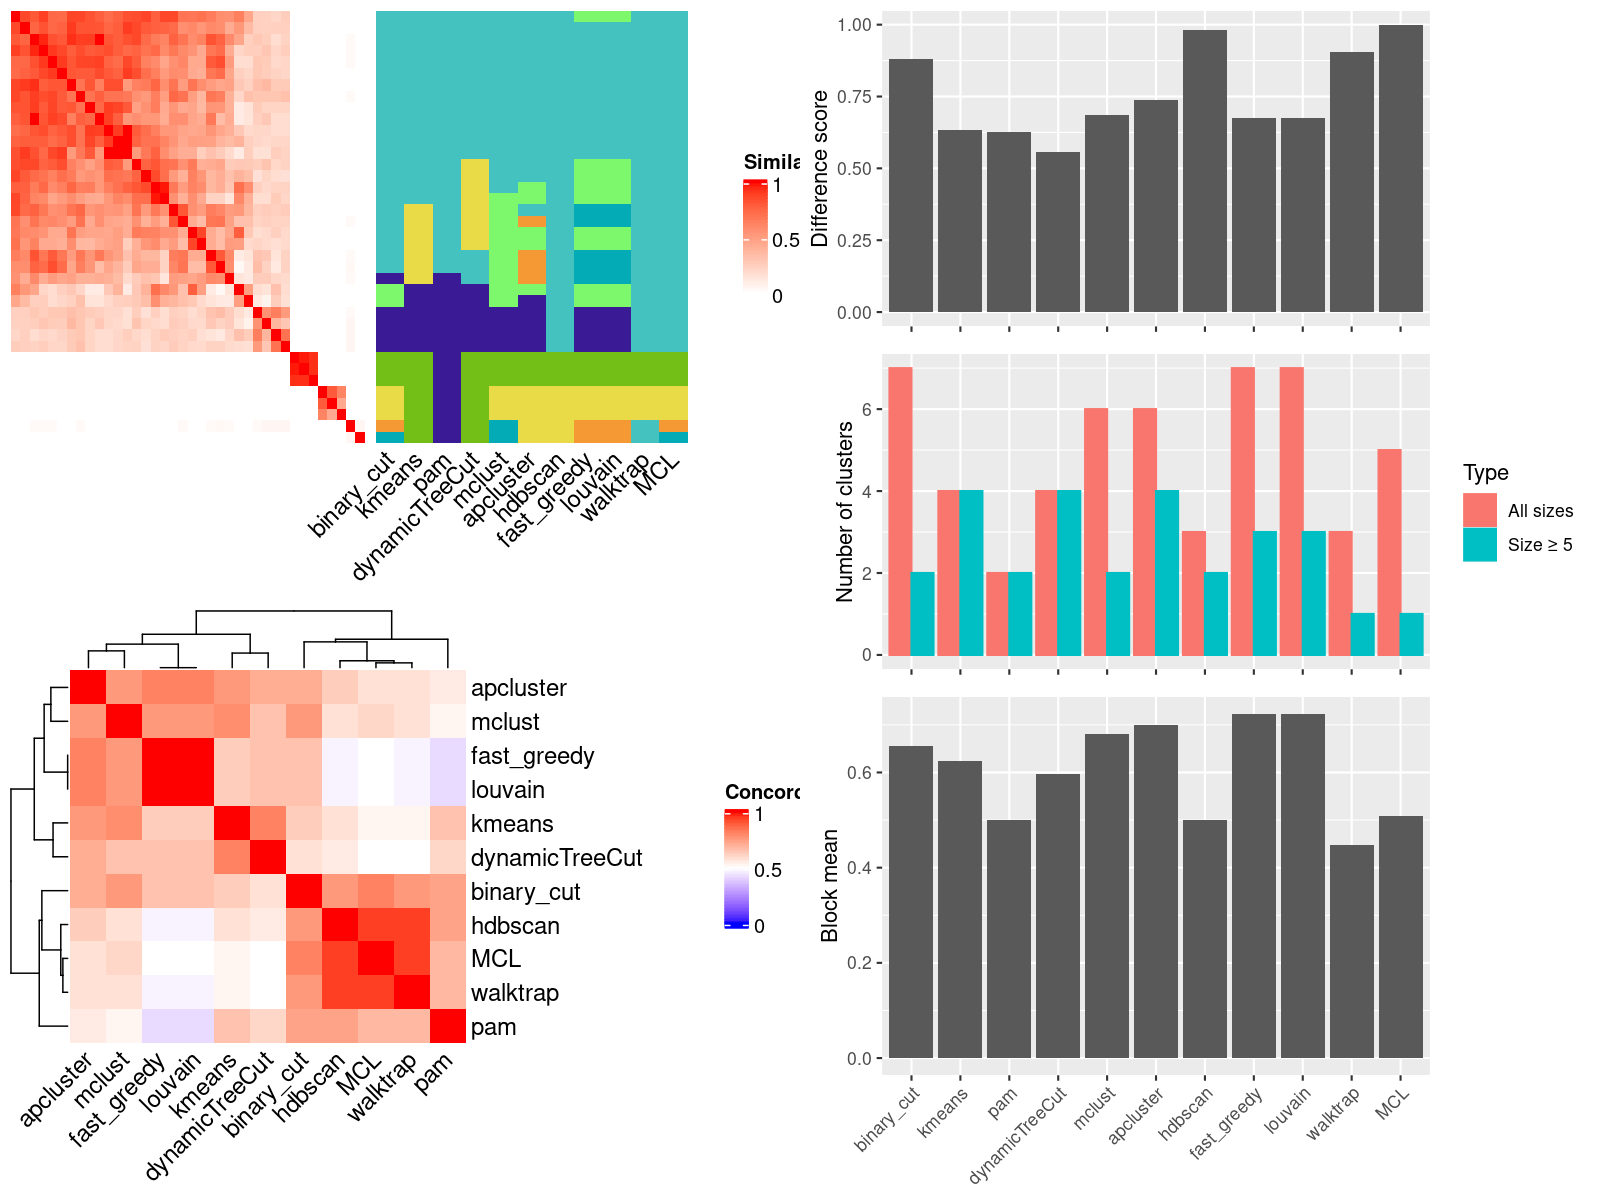 Simila
1
0.5
0
binary_cut
kmeans
pam
dynamicTreeCut
mclust
apcluster
hdbscan
fast_greedy
louvain
walktrap
MCL
apcluster
mclust
fast_greedy
louvain
kmeans
dynamicTreeCut
binary_cut
hdbscan
MCL
walktrap
pam
apcluster
mclust
fast_greedy
louvain
kmeans
dynamicTreeCut
binary_cut
hdbscan
MCL
walktrap
pam
Concord
1
0.5
0
Difference score
1.00
0.75
0.50
0.25
0.00
Number of clusters
6
4
2
0
Type
All sizes
Size ≥ 5
Block mean
0.6
0.4
0.2
0.0
binary_cut
kmeans
pam
dynamicTreeCut
mclust
apcluster
hdbscan
fast_greedy
louvain
walktrap
MCL